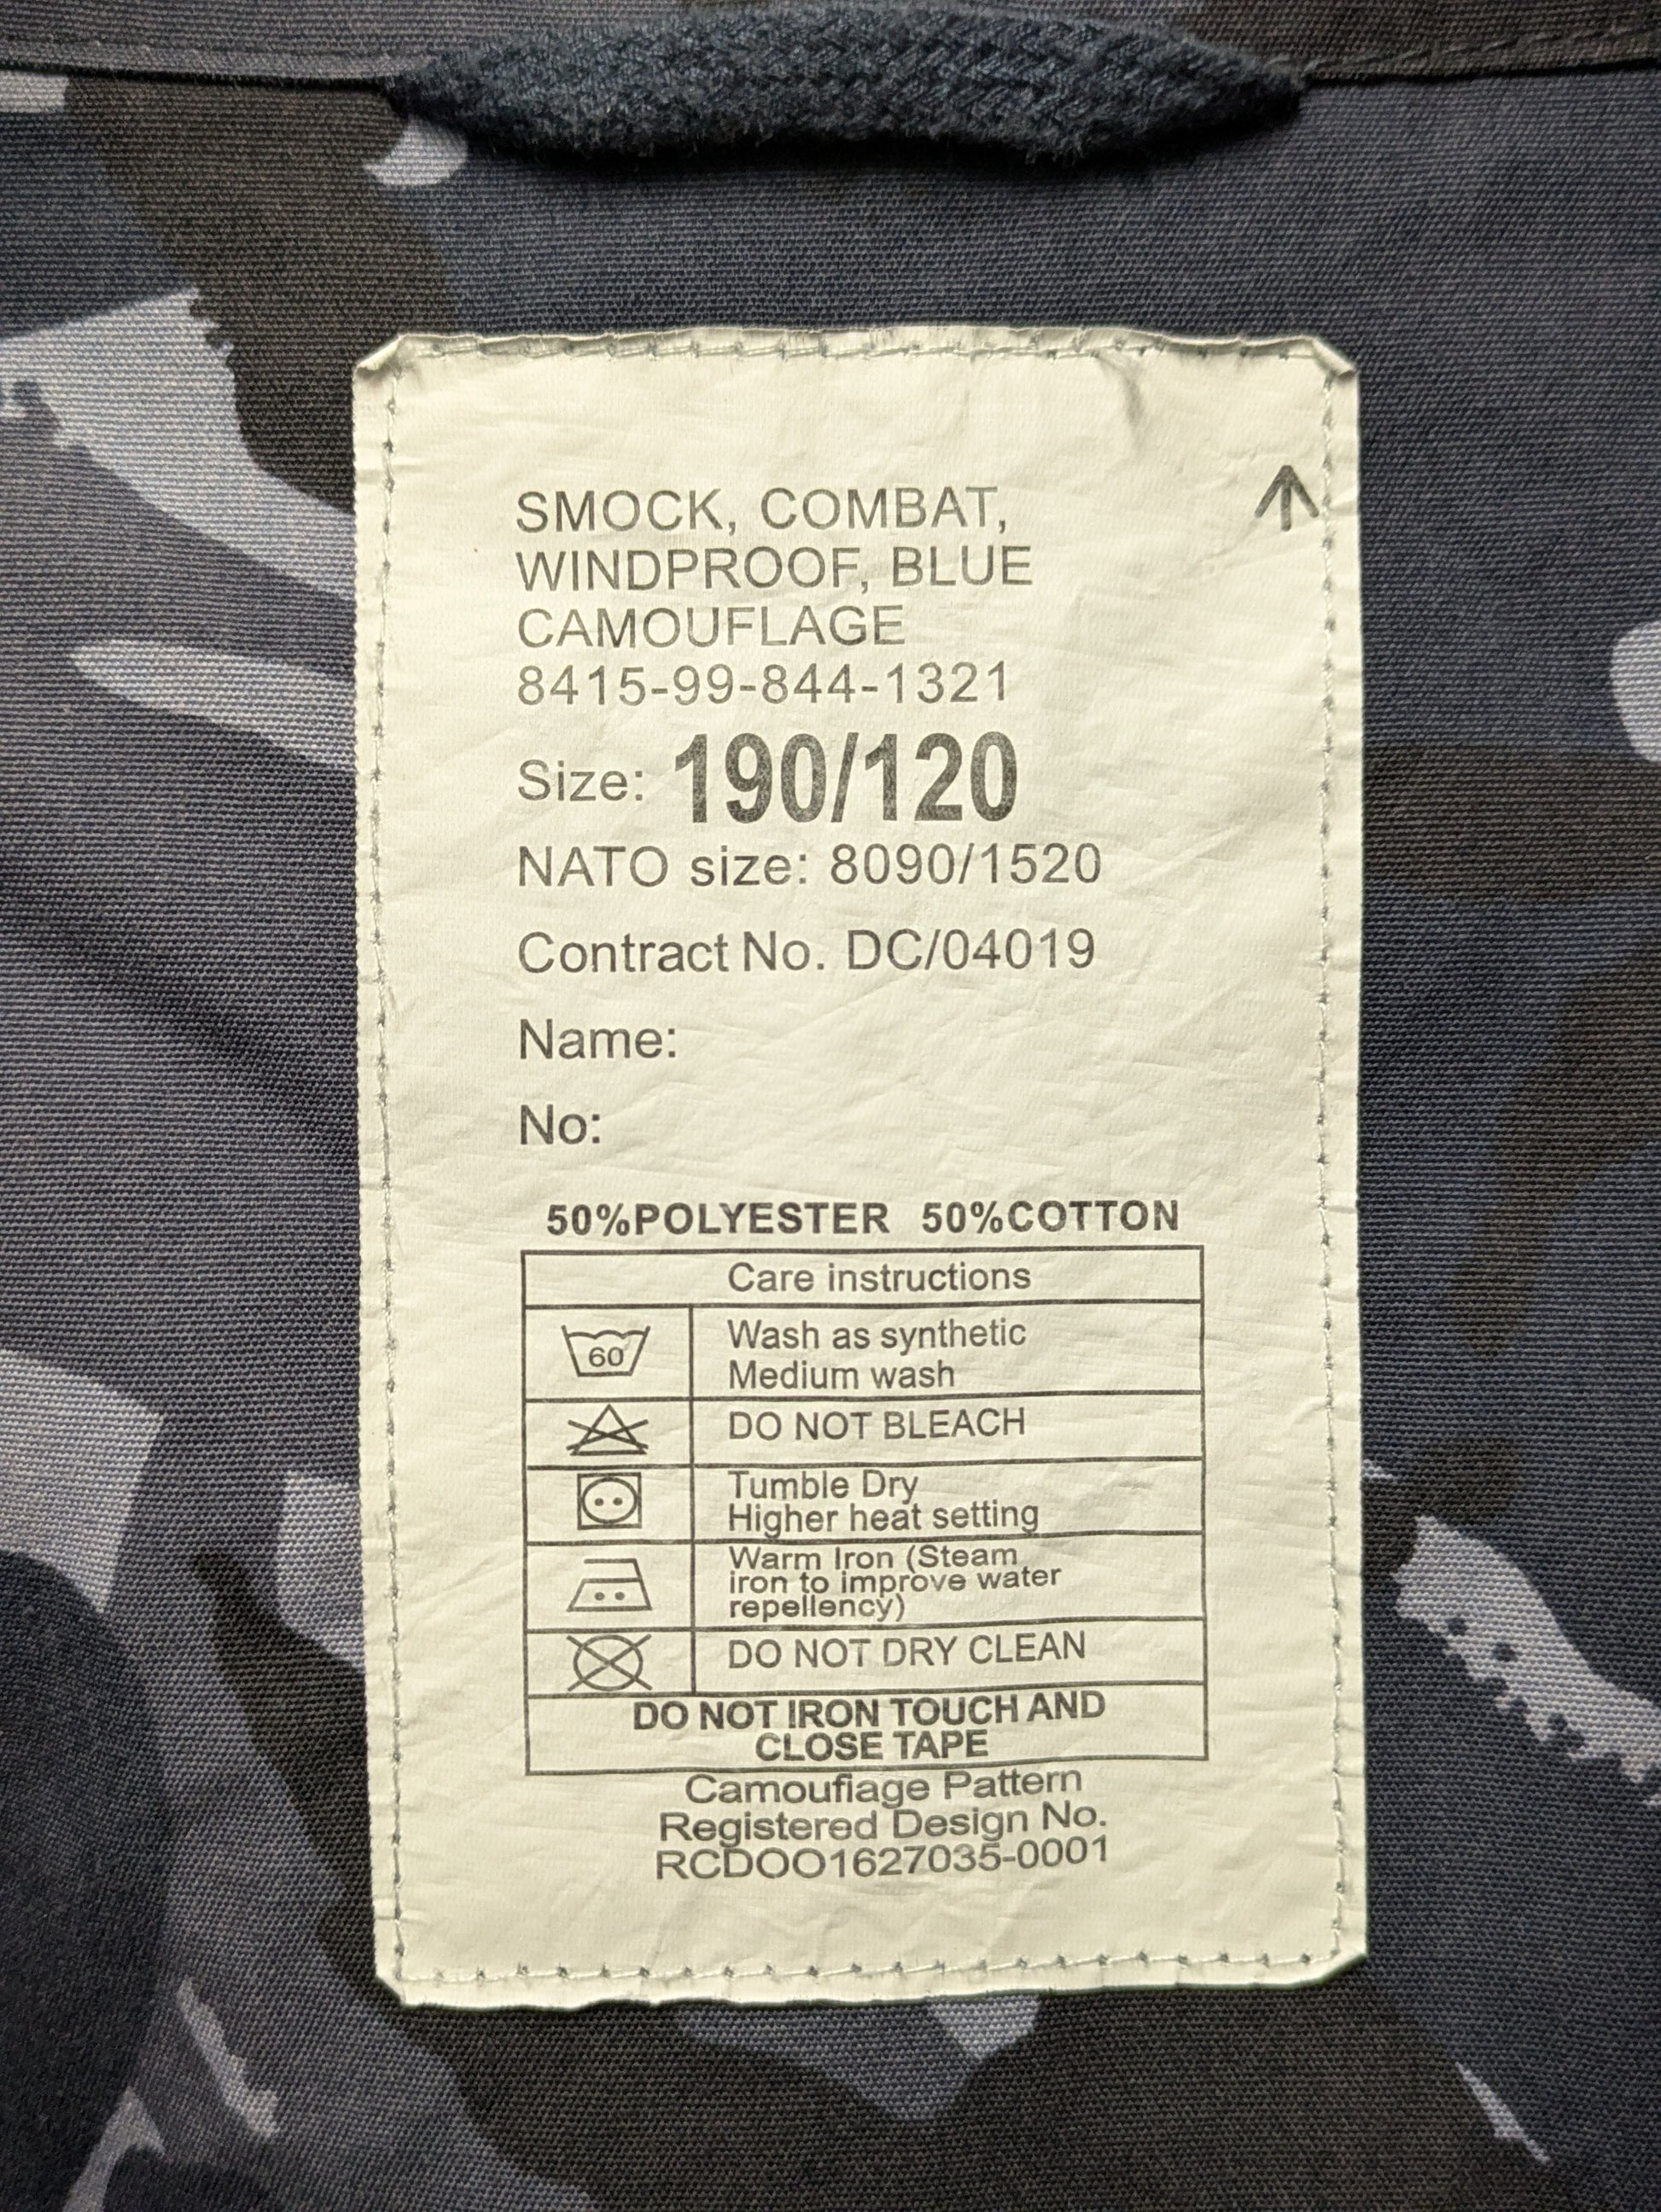 SMOCK, COMBAT,
WINDPROOF, BLUE
CAMOUFLAGE
8415-99-844-1321
Size: 190/120
NATO size: 8090/1520
Contract No. DC/04019
Name:
No:
50%POLYESTER 50%COTTON
Care instructions
60
Wash as synthetic
Medium wash
DO NOT BLEACH
Tumble Dry
Higher heat setting
Warm Iron (Steam
iron to improve water
repellency)
DO NOT DRY CLEAN
DO NOT IRON TOUCH AND
CLOSE TAPE
Camouflage Pattern
Registered Design No.
RCDOO1627035-0001